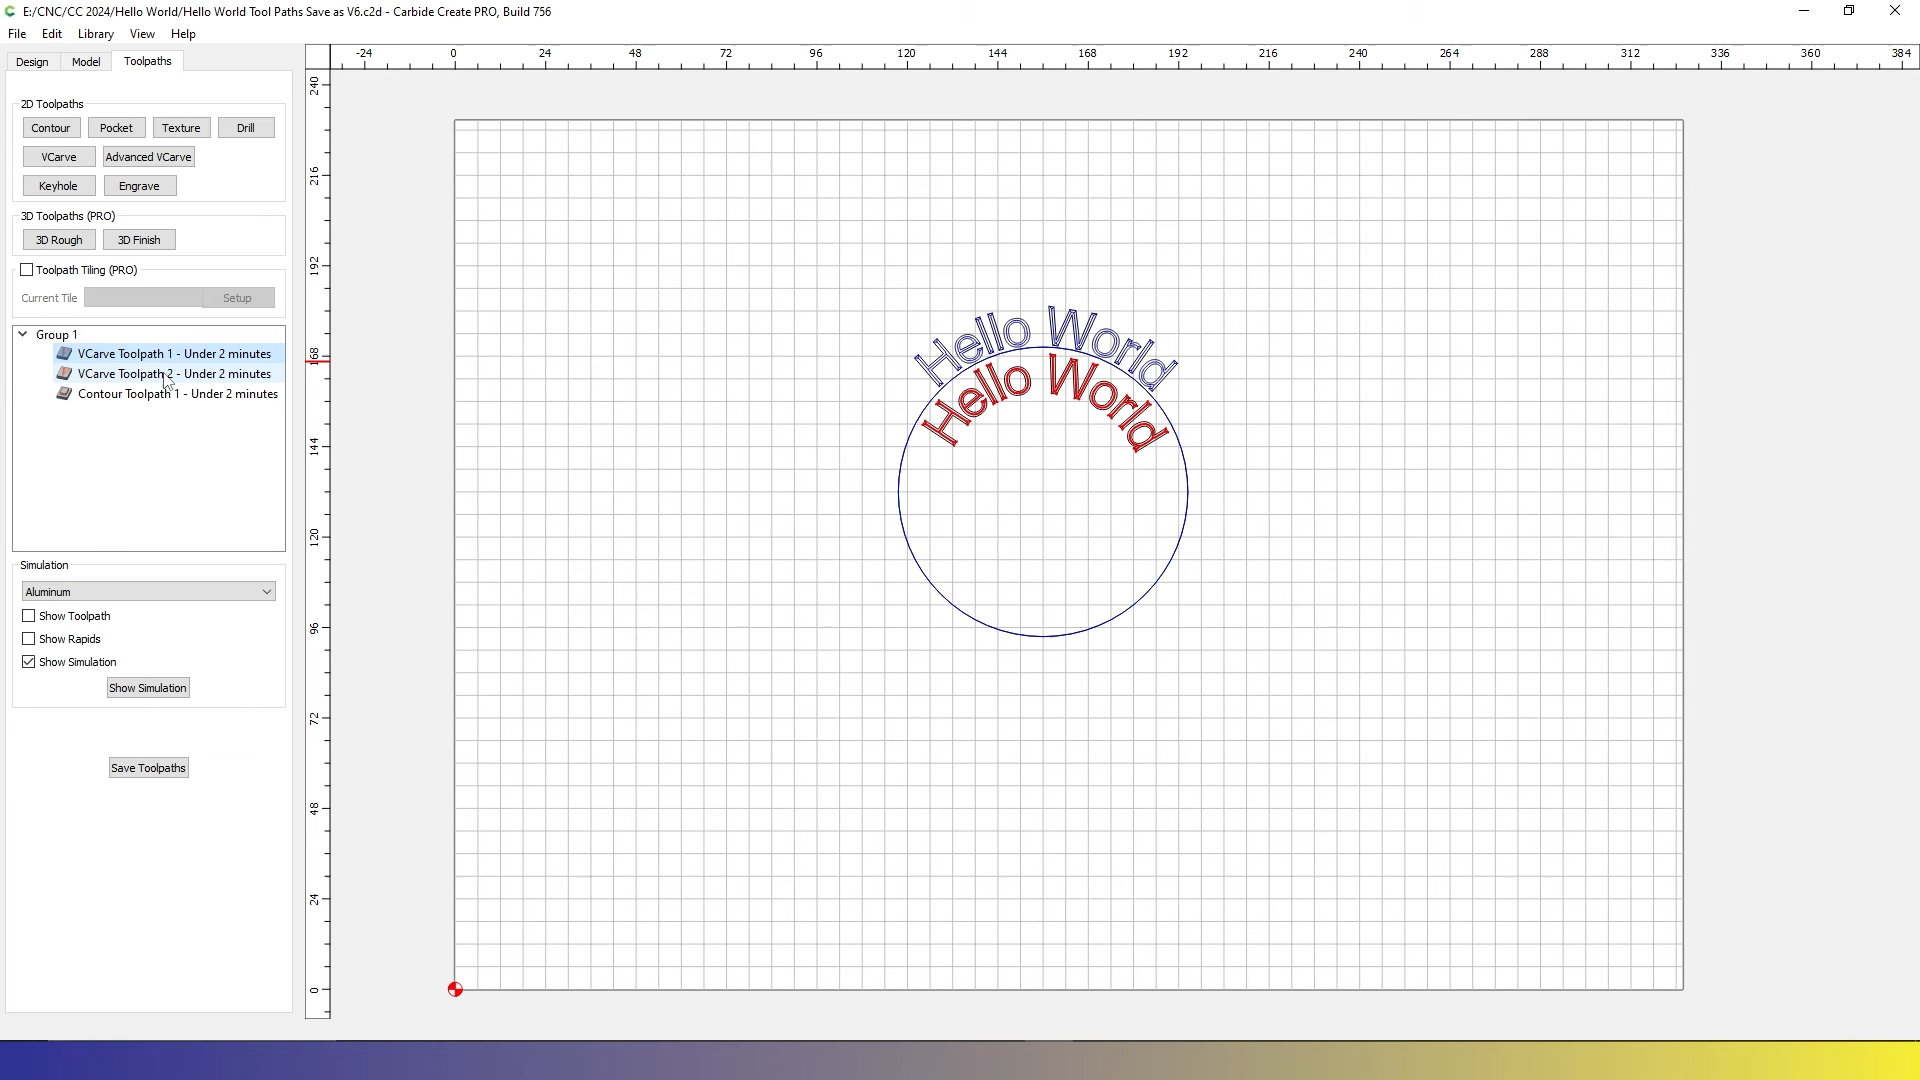 E:/CNC/CC 2024/Hello World/Hello World Tool Paths Save as V6.c2d - Carbide Create PRO, Build 756
File Edit Library View Help
Design Model Toolpaths
-24 0 24 48 72 96 120 144 168 192 216 240 264 288 312 336 360 384
2D Toolpaths
Contour Pocket Texture Drill
VCarve Advanced VCarve
Keyhole Engrave
3D Toolpaths (PRO)
3D Rough 3D Finish
Toolpath Tiling (PRO)
Current Tile Setup
Group 1
VCarve Toolpath 1 - Under 2 minutes
VCarve Toolpath 2 - Under 2 minutes
Contour Toolpath 1 - Under 2 minutes
Simulation
Aluminum
Show Toolpath
Show Rapids
Show Simulation
Show Simulation
Save Toolpaths
240
216
192
168
144
120
96
72
48
24
0
Hello World
Hello World